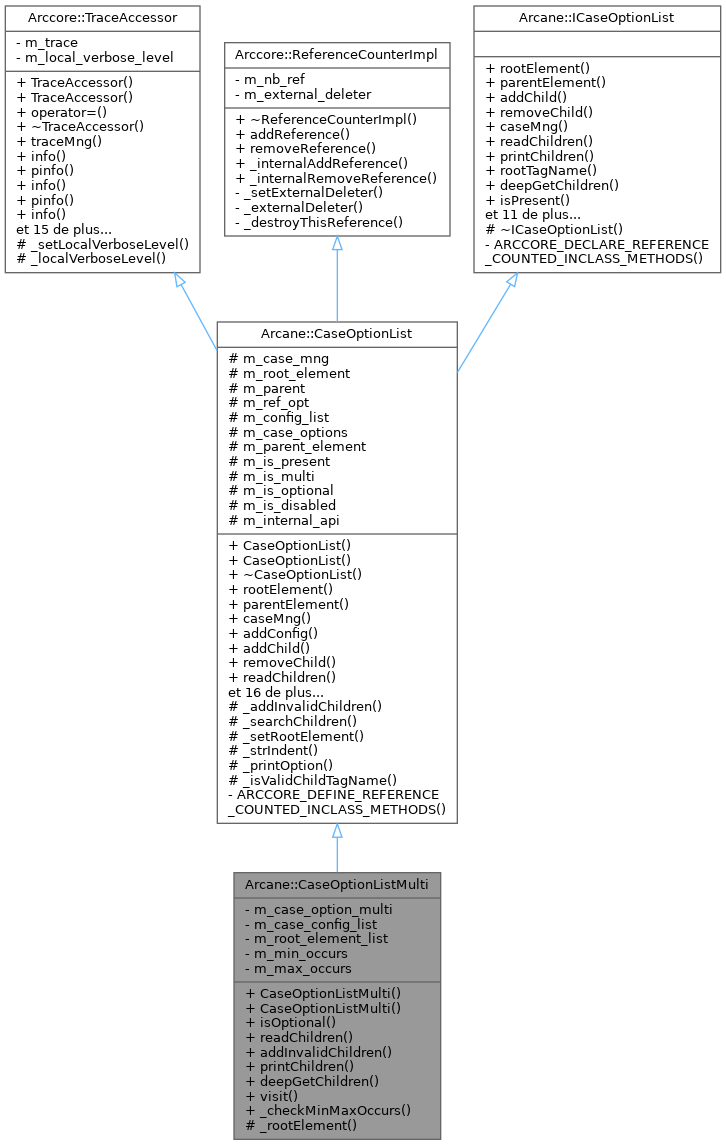 Arccore::TraceAccessor
- m_trace
- m_local_verbose_level
+ TraceAccessor()
+ TraceAccessor()
+ operator=()
+ ~TraceAccessor()
+ traceMng()
+ info()
+ pinfo()
+ info()
+ pinfo()
+ info()
et 15 de plus...
# _setLocalVerboseLevel()
# _localVerboseLevel()
Arccore::ReferenceCounterImpl
- m_nb_ref
- m_external_deleter
+ ~ReferenceCounterImpl()
+ addReference()
+ removeReference()
+ _internalAddReference()
+ _internalRemoveReference()
- _setExternalDeleter()
- _externalDeleter()
- _destroyThisReference()
Arcane::ICaseOptionList
+ rootElement()
+ parentElement()
+ addChild()
+ removeChild()
+ caseMng()
+ readChildren()
+ printChildren()
+ rootTagName()
+ deepGetChildren()
+ isPresent()
et 11 de plus...
# ~ICaseOptionList()
- ARCCORE_DECLARE_REFERENCE
_COUNTED_INCLASS_METHODS()
Arcane::CaseOptionList
# m_case_mng
# m_root_element
# m_parent
# m_ref_opt
# m_config_list
# m_case_options
# m_parent_element
# m_is_present
# m_is_multi
# m_is_optional
# m_is_disabled
# m_internal_api
+ CaseOptionList()
+ CaseOptionList()
+ ~CaseOptionList()
+ rootElement()
+ parentElement()
+ caseMng()
+ addConfig()
+ addChild()
+ removeChild()
+ readChildren()
et 16 de plus...
# _addInvalidChildren()
# _searchChildren()
# _setRootElement()
# _strIndent()
# _printOption()
# _isValidChildTagName()
- ARCCORE_DEFINE_REFERENCE
_COUNTED_INCLASS_METHODS()
Arcane::CaseOptionListMulti
- m_case_option_multi
- m_case_config_list
- m_root_element_list
- m_min_occurs
- m_max_occurs
+ CaseOptionListMulti()
+ CaseOptionListMulti()
+ isOptional()
+ readChildren()
+ addInvalidChildren()
+ printChildren()
+ deepGetChildren()
+ visit()
+ _checkMinMaxOccurs()
# _rootElement()